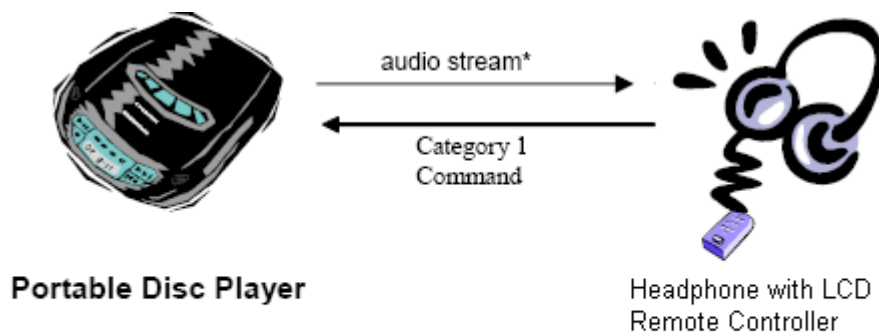 audio stream*
Category 1
Command
Portable Disc Player
Headphone with LCD
Remote Controller